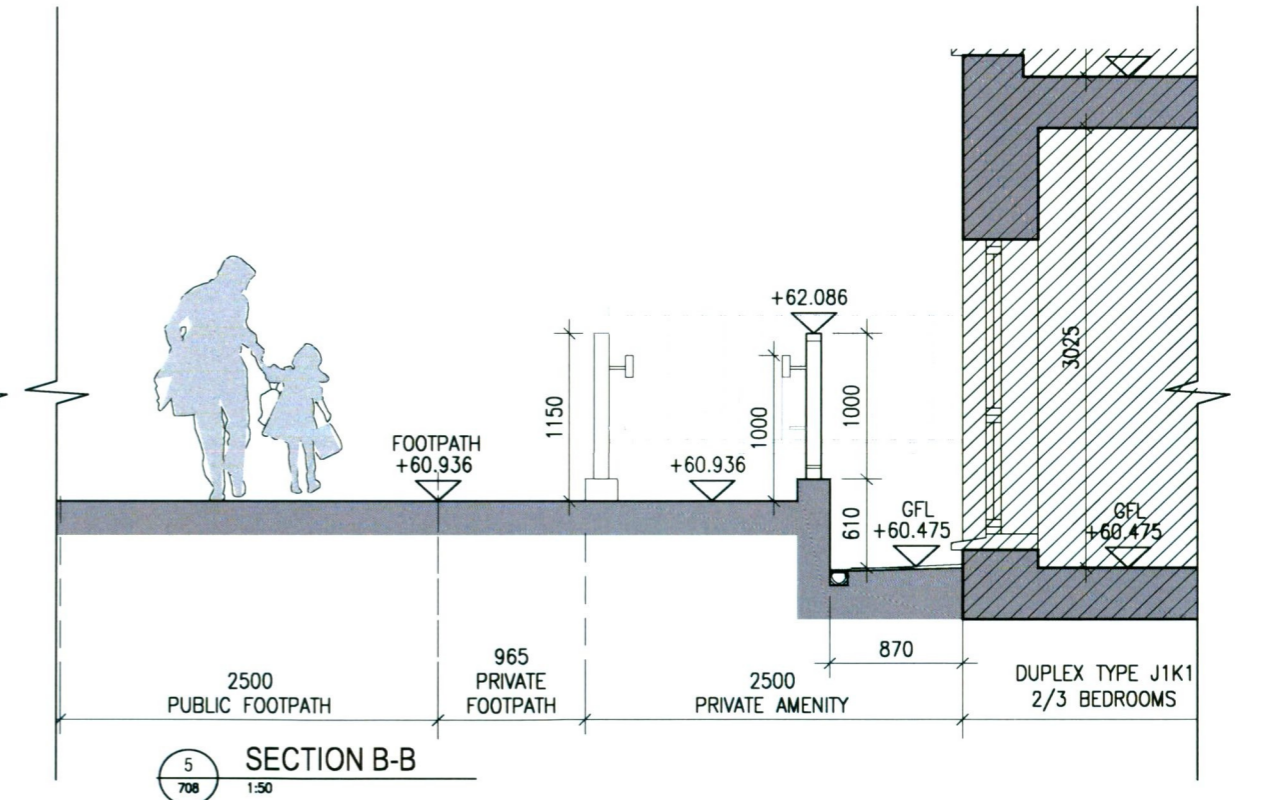 +62.086
3025
1150
1000
1000
FOOTPATH
+60.936
+60.936
610
GFL
+60.475
GFL
+60.475
870
2500
PUBLIC FOOTPATH
965
PRIVATE
FOOTPATH
2500
PRIVATE AMENITY
DUPLEX TYPE J1K1
2/3 BEDROOMS
5
708
SECTION B-B
1:50